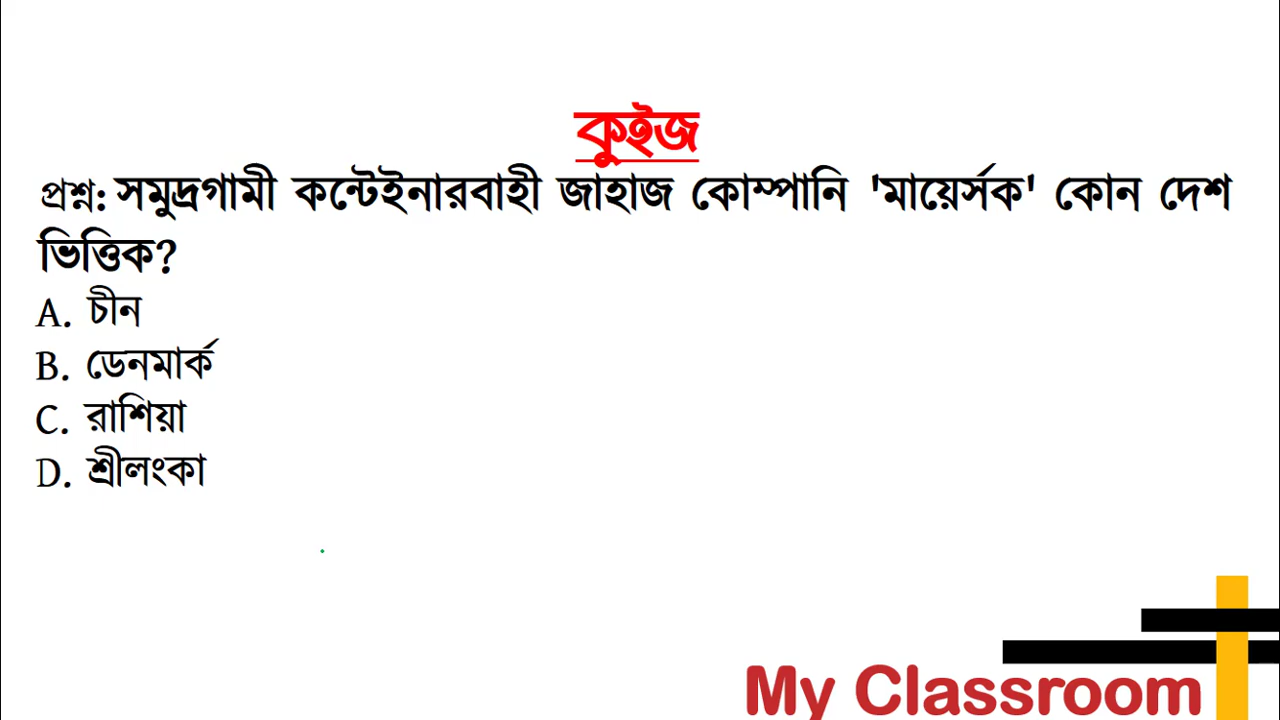 কুইজ
প্রশ্ন: সমুদ্রগামী কন্টেইনারবাহী জাহাজ কোম্পানি 'মায়ের্সক' কোন দেশ
ভিত্তিক?
A. চীন
B. ডেনমার্ক
C. রাশিয়া
D. শ্রীলংকা
My Classroom